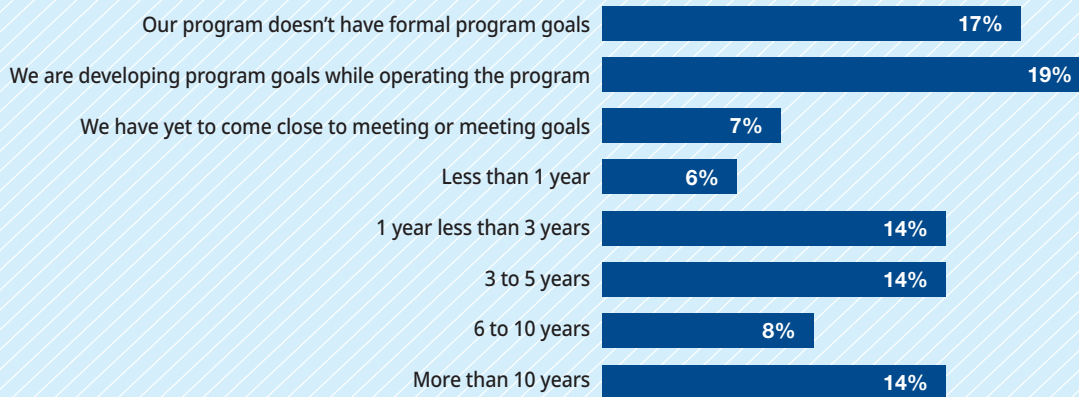 Our program doesn’t have formal program goals 17%
We are developing program goals while operating the program 19%
We have yet to come close to meeting or meeting goals 7%
Less than 1 year 6%
1 year less than 3 years 14%
3 to 5 years 14%
6 to 10 years 8%
More than 10 years 14%